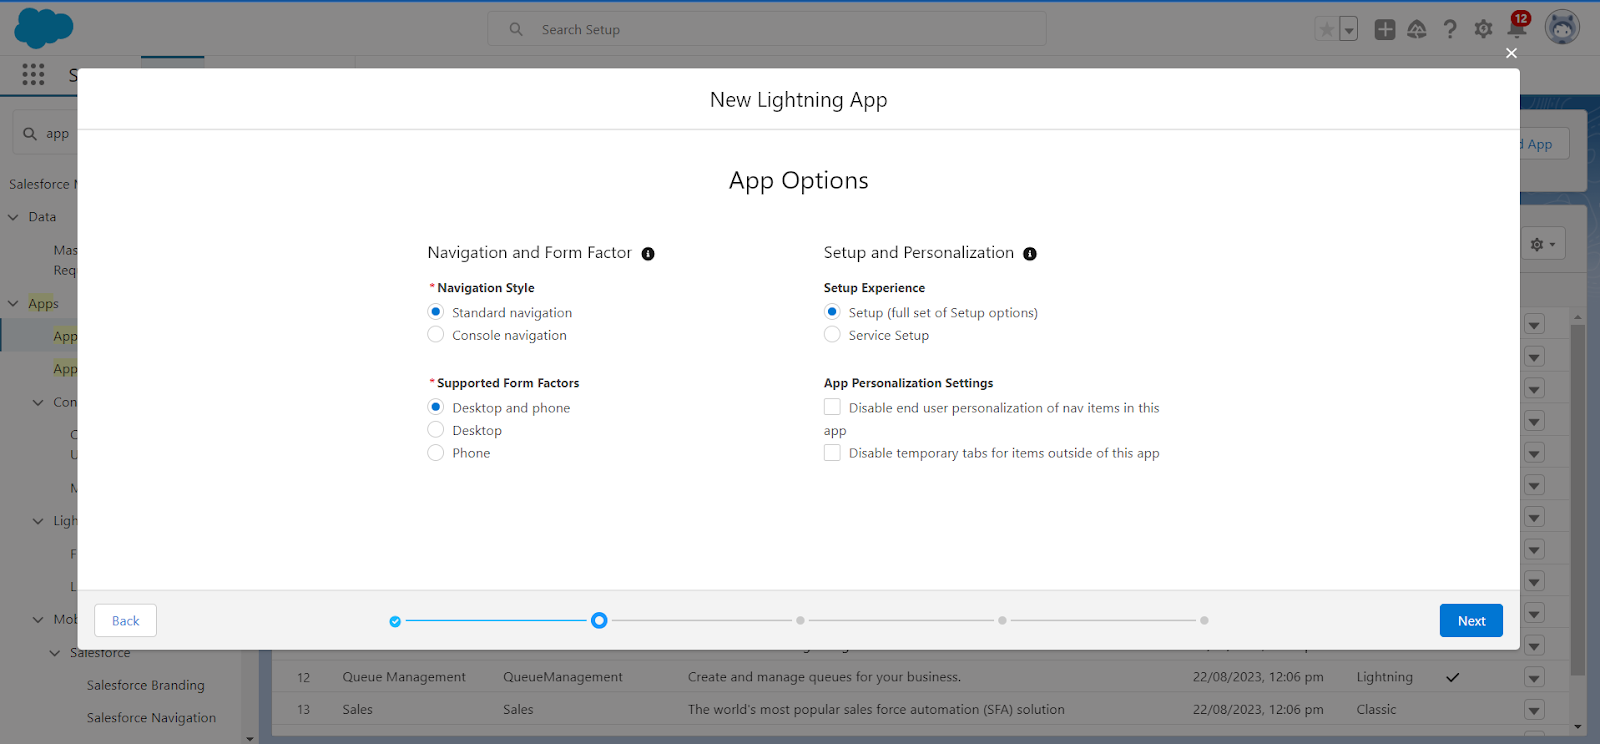 Search Setup
12
S
New Lightning App
app
d App
App Options
Salesforce M
Data
Mas
Req
Navigation and Form Factor
Setup and Personalization
* Navigation Style
Setup Experience
Apps
Standard navigation
Setup (full set of Setup options)
App
Console navigation
Service Setup
App
* Supported Form Factors
App Personalization Settings
Con
Desktop and phone
Disable end user personalization of nav items in this
app
C
Desktop
U
Phone
Disable temporary tabs for items outside of this app
M
Ligh
F
L
Mob
Back
Next
Salesforce
12 Queue Management QueueManagement Create and manage queues for your business. 22/08/2023, 12:06 pm Lightning
Salesforce Branding
13 Sales Sales The world's most popular sales force automation (SFA) solution 22/08/2023, 12:06 pm Classic
Salesforce Navigation